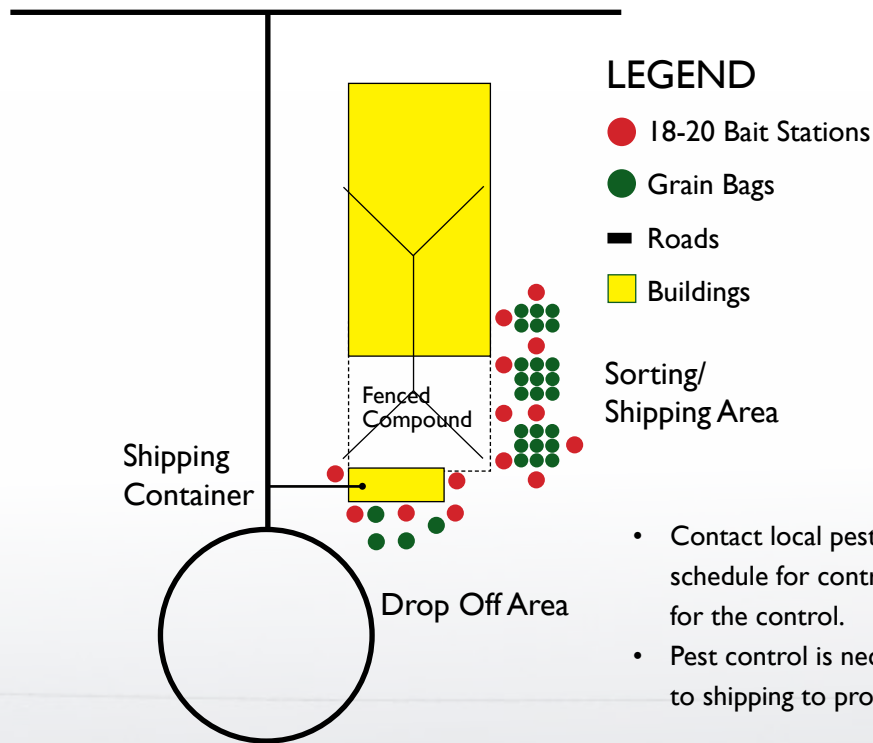 LEGEND
18-20 Bait Stations
Grain Bags
Roads
Buildings
Fenced
Compound
Sorting/
Shipping Area
Shipping
Container
Drop Off Area
• Contact local pest
schedule for contr
for the control.
• Pest control is nec
to shipping to pro